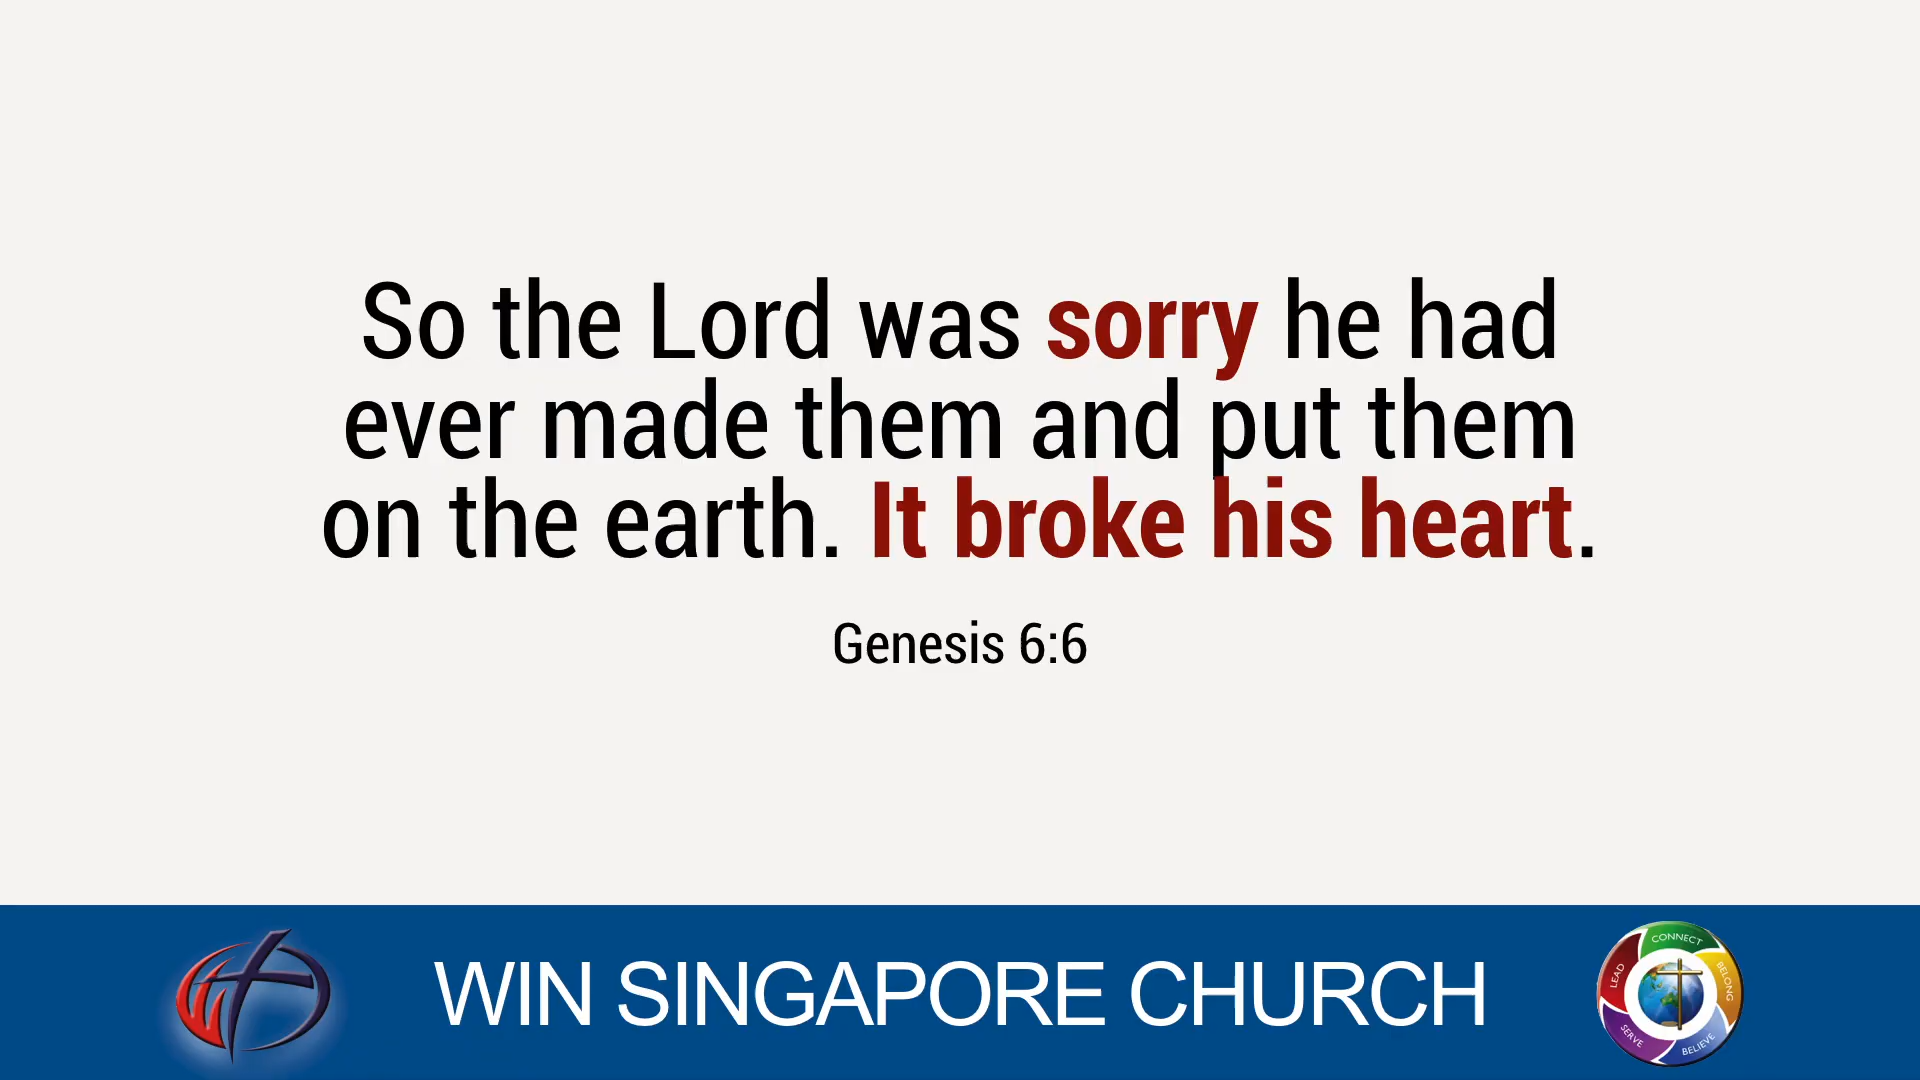 So the Lord was sorry he had
ever made them and put them
on the earth. It broke his heart.
Genesis 6:6
WIN SINGAPORE CHURCH
CONNECT
BELONG
BELIEVE
SERVE
LEAD